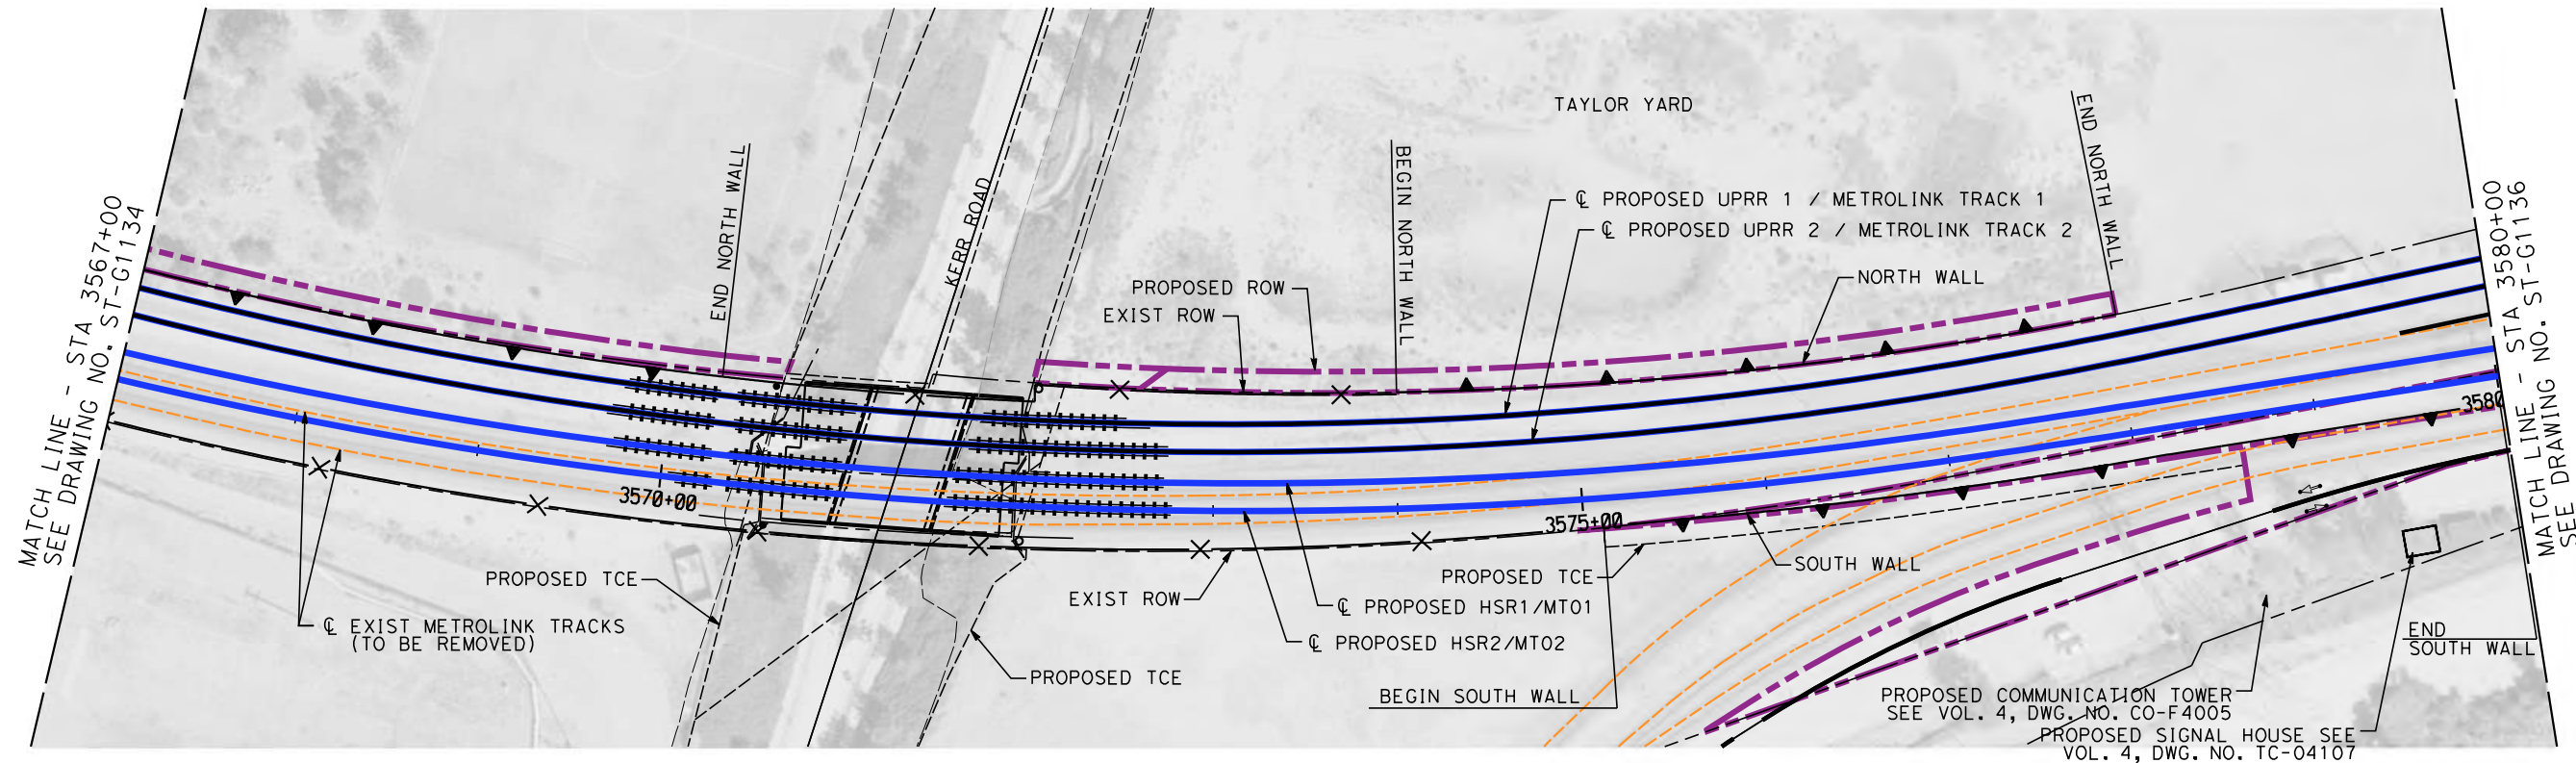 MATCH LINE - STA 3567+00
SEE DRAWING NO. ST-G1134
END NORTH WALL
KERR ROAD
TAYLOR YARD
BEGIN NORTH WALL
END NORTH WALL
℄ PROPOSED UPRR 1 / METROLINK TRACK 1
℄ PROPOSED UPRR 2 / METROLINK TRACK 2
PROPOSED ROW
EXIST ROW
NORTH WALL
3570+00
3575+00
3580
PROPOSED TCE
℄ EXIST METROLINK TRACKS
(TO BE REMOVED)
EXIST ROW
PROPOSED TCE
PROPOSED TCE
SOUTH WALL
℄ PROPOSED HSR1/MT01
℄ PROPOSED HSR2/MT02
BEGIN SOUTH WALL
END
SOUTH WALL
PROPOSED COMMUNICATION TOWER
SEE VOL. 4, DWG. NO. CO-F4005
PROPOSED SIGNAL HOUSE SEE
VOL. 4, DWG. NO. TC-04107
MATCH LINE - STA 3580+00
SEE DRAWING NO. ST-G1136